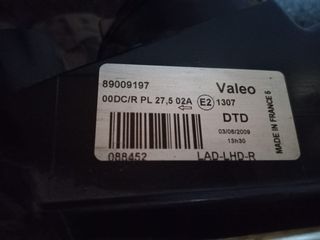 89009197 Valeo
00DC/R PL 27,5 02A E2 1307
DTD
03/06/2009
13h30
088452 LAD-LHD-R
MADE IN FRANCE 5